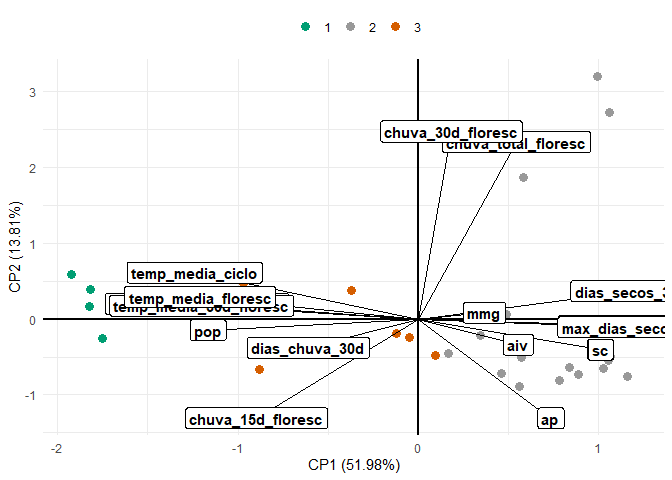 1 2 3
3
2
1
0
-1
CP2 (13.81%)
chuva_30d_floresc
chuva_total_floresc
temp_media_ciclo
temp_media_floresc
dias_secos_3
mmg
pop
max_dias_seco
dias_chuva_30d
aiv
sc
chuva_15d_floresc
ap
-2 -1 0 1
CP1 (51.98%)